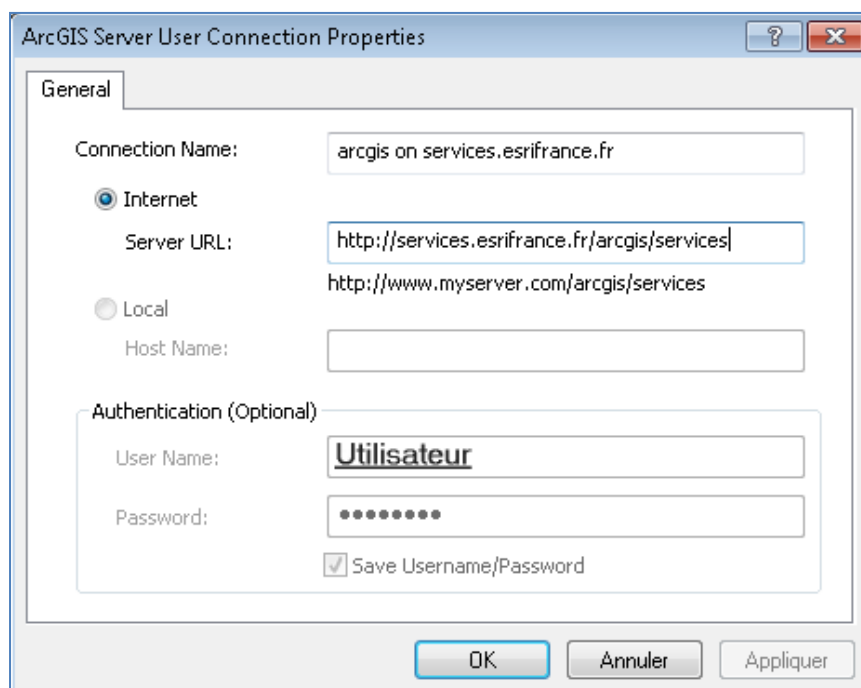 ArcGIS Server User Connection Properties
General
Connection Name: arcgis on services.esrifrance.fr
Internet
Server URL: http://services.esrifrance.fr/arcgis/services
http://www.myserver.com/arcgis/services
Local
Host Name:
Authentication (Optional)
User Name: Utilisateur
Password: ●●●●●●●●
Save Username/Password
OK Annuler Appliquer